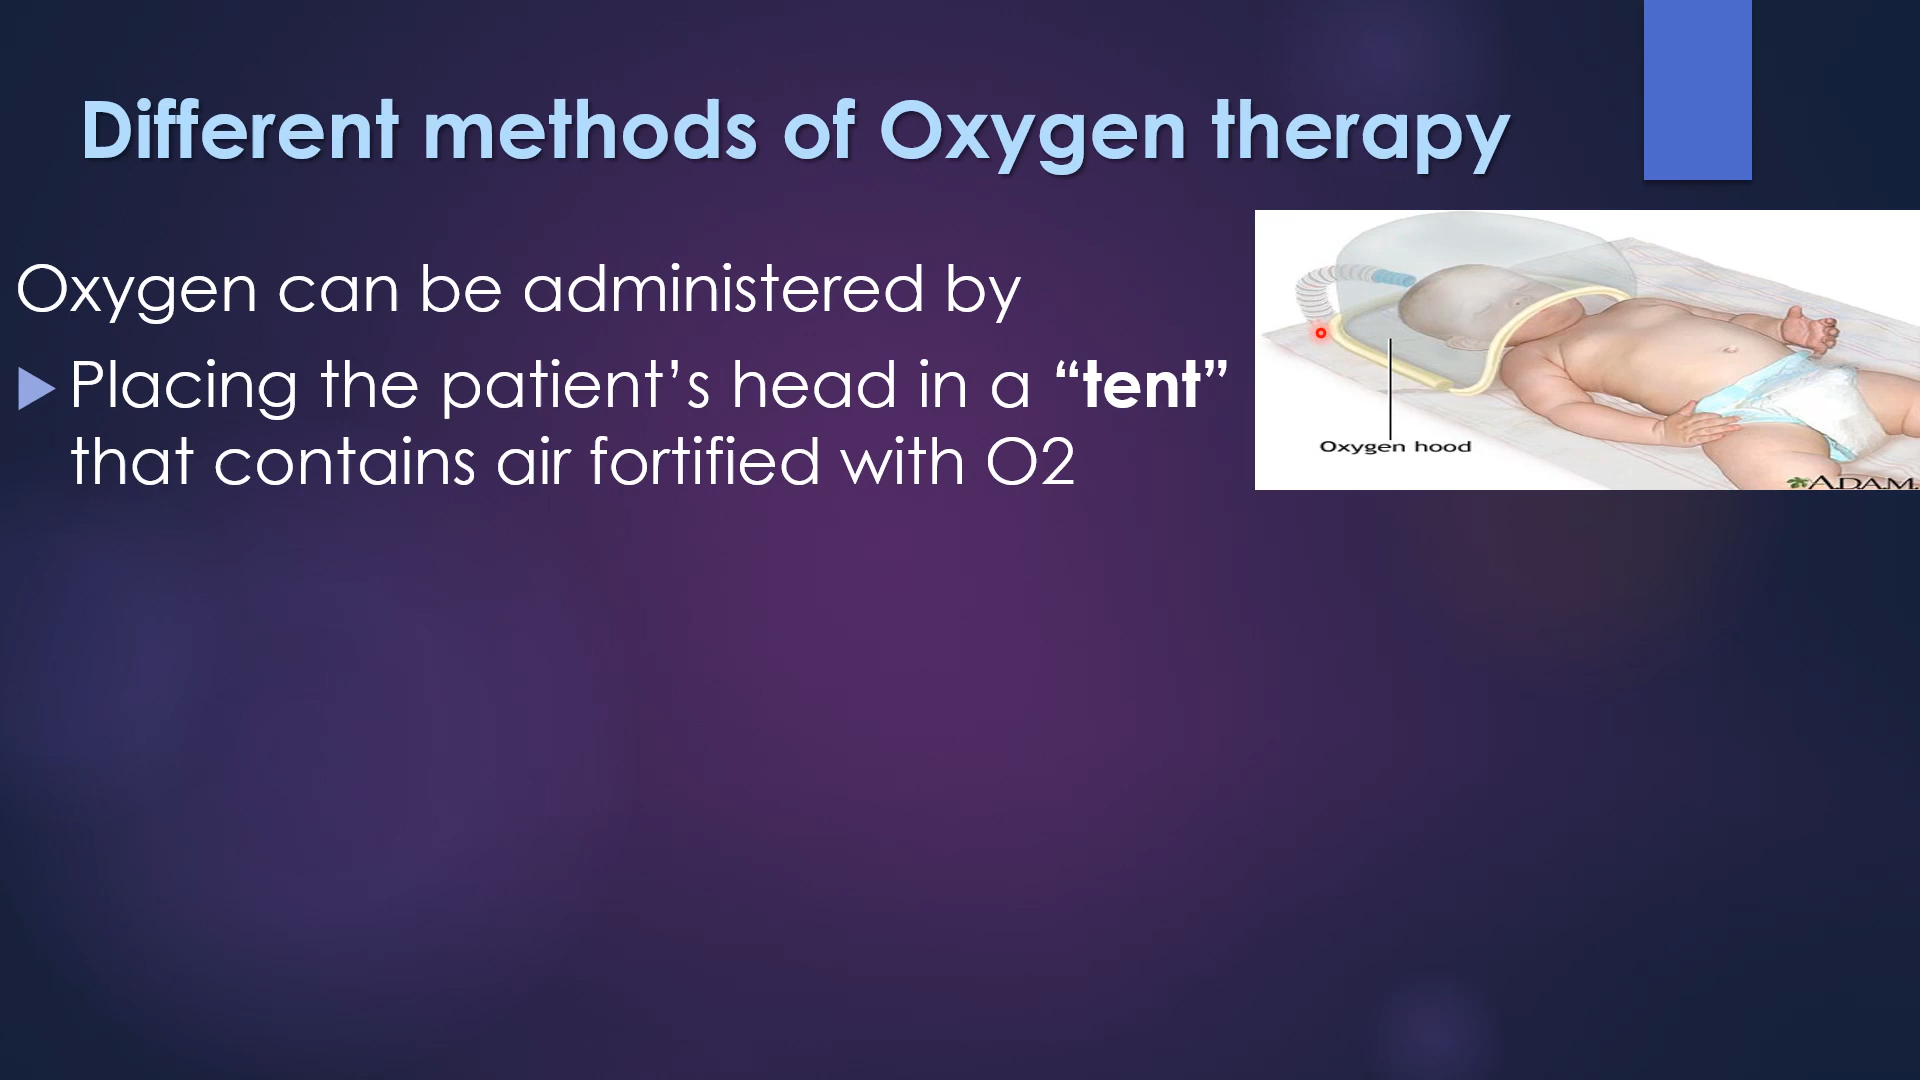 Different methods of Oxygen therapy
Oxygen can be administered by
Placing the patient’s head in a “tent”
that contains air fortified with O2
Oxygen hood
A.D.A.M.